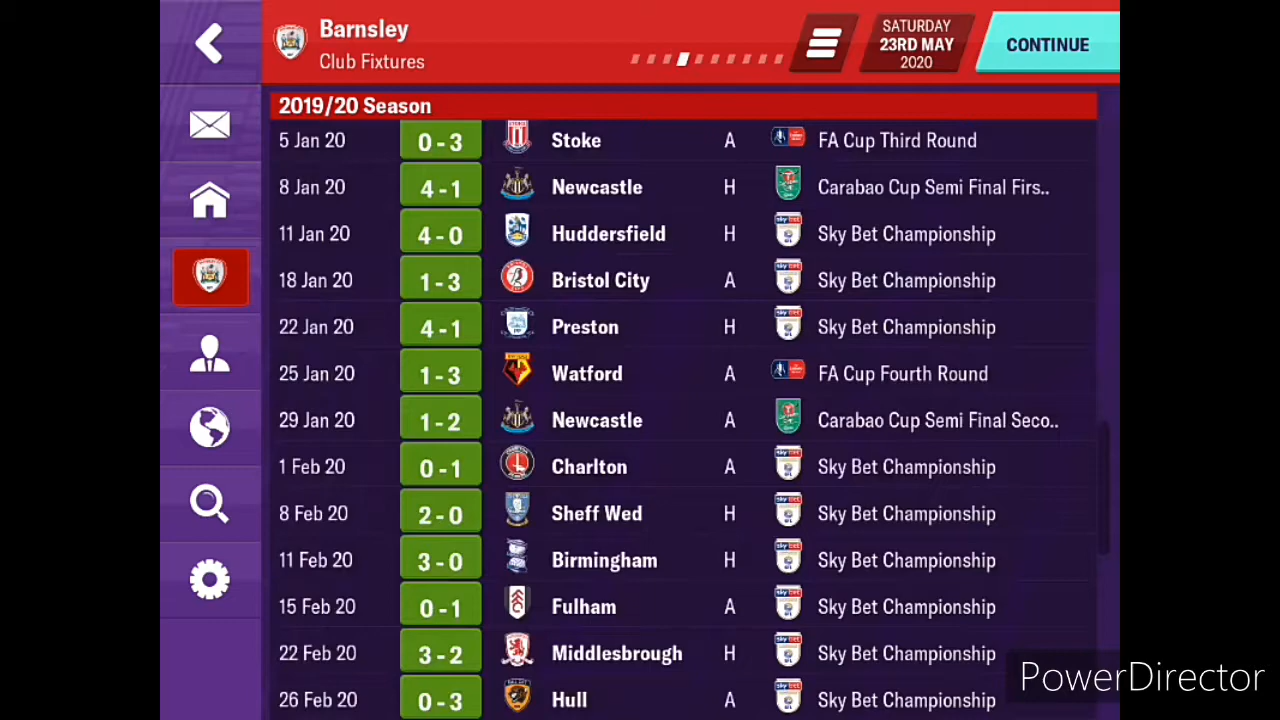 Barnsley
Club Fixtures
SATURDAY
23RD MAY
2020
CONTINUE
2019/20 Season
5 Jan 20 0 - 3 Stoke A FA Cup Third Round
8 Jan 20 4 - 1 Newcastle H Carabao Cup Semi Final Firs..
11 Jan 20 4 - 0 Huddersfield H Sky Bet Championship
18 Jan 20 1 - 3 Bristol City A Sky Bet Championship
22 Jan 20 4 - 1 Preston H Sky Bet Championship
25 Jan 20 1 - 3 Watford A FA Cup Fourth Round
29 Jan 20 1 - 2 Newcastle A Carabao Cup Semi Final Seco..
1 Feb 20 0 - 1 Charlton A Sky Bet Championship
8 Feb 20 2 - 0 Sheff Wed H Sky Bet Championship
11 Feb 20 3 - 0 Birmingham H Sky Bet Championship
15 Feb 20 0 - 1 Fulham A Sky Bet Championship
22 Feb 20 3 - 2 Middlesbrough H Sky Bet Championship
26 Feb 20 0 - 3 Hull A Sky Bet Championship
PowerDirector